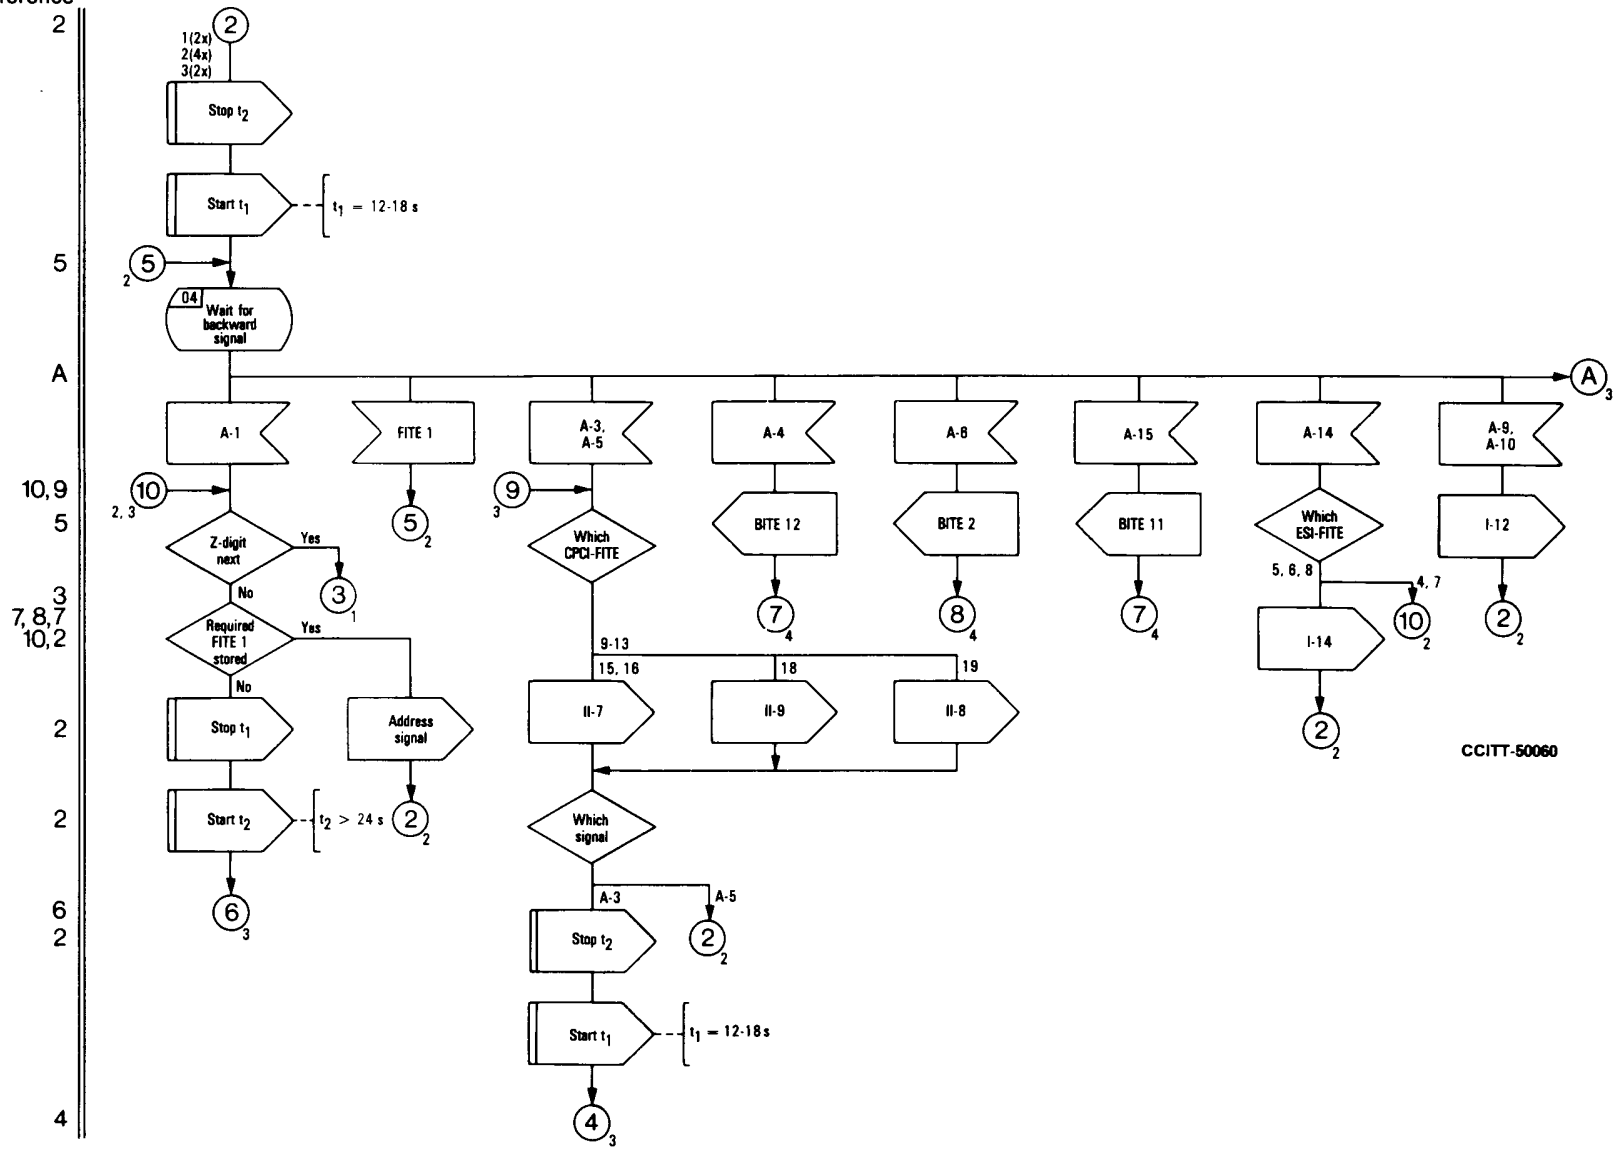 2
2
1(2x)
2(4x)
3(2x)
Stop t2
Start t1
t1 = 12-18 s
5
5
2
04
Wait for
backward
signal
A
A
3
A-1
FITE 1
A-3,
A-5
A-4
A-6
A-15
A-14
A-9,
A-10
10,9
10
2, 3
9
3
5
5
2
Z-digit
next
Yes
3
1
No
Which
CPCI-FITE
BITE 12
7
4
BITE 2
8
4
BITE 11
7
4
Which
ESI-FITE
5, 6, 8
4, 7
10
2
I-12
2
2
3
7, 8,7
10,2
Required
FITE 1
stored
Yes
No
9-13
15, 16
18
19
I-14
2
2
2
Stop t1
Address
signal
II-7
II-9
II-8
CCITT-50060
2
Start t2
t2 > 24 s
2
2
Which
signal
6
6
3
A-3
A-5
2
Stop t2
2
2
Start t1
t1 = 12-18 s
4
4
3